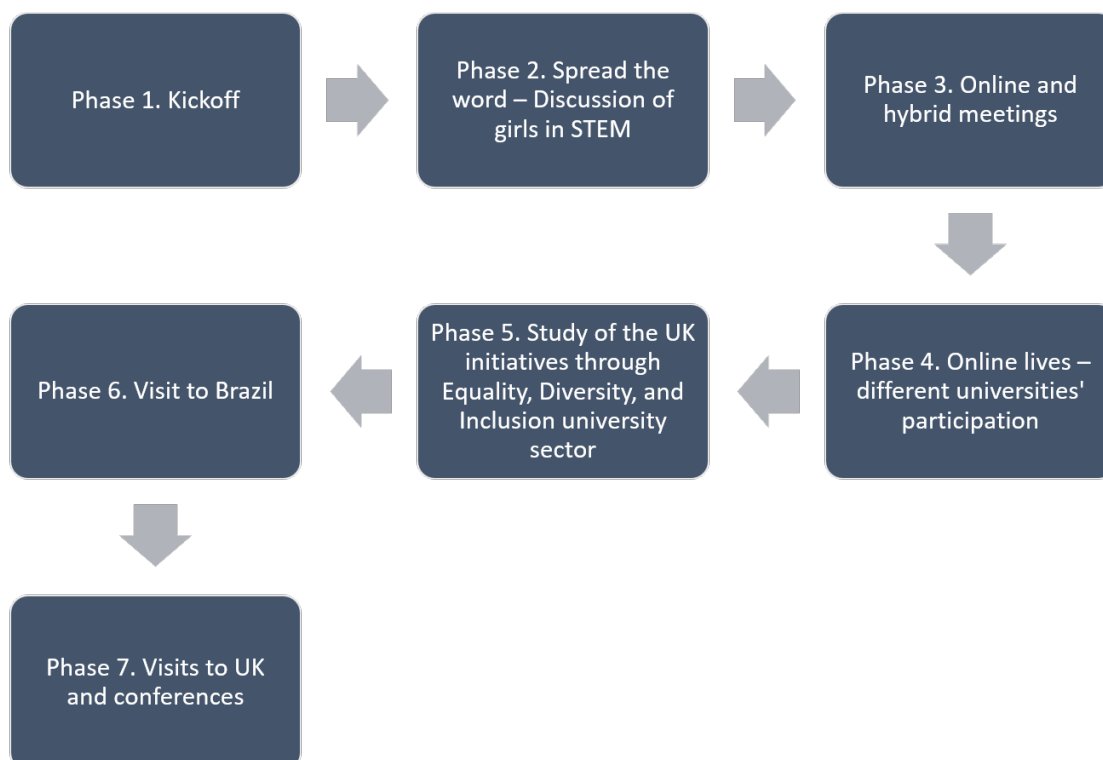 Phase 1. Kickoff
Phase 2. Spread the
word – Discussion of
girls in STEM
Phase 3. Online and
hybrid meetings
Phase 4. Online lives –
different universities'
participation
Phase 5. Study of the UK
initiatives through
Equality, Diversity, and
Inclusion university
sector
Phase 6. Visit to Brazil
Phase 7. Visits to UK
and conferences